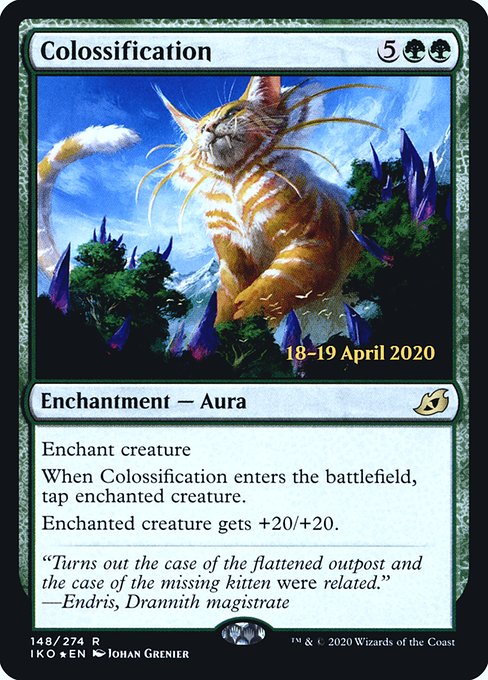 Colossification 5
18–19 April 2020
Enchantment — Aura
Enchant creature
When Colossification enters the battlefield,
tap enchanted creature.
Enchanted creature gets +20/+20.
“Turns out the case of the flattened outpost and
the case of the missing kitten were related.”
—Endris, Drannith magistrate
148/274 R
IKO ★ EN Johan Grenier
™ & © 2020 Wizards of the Coast